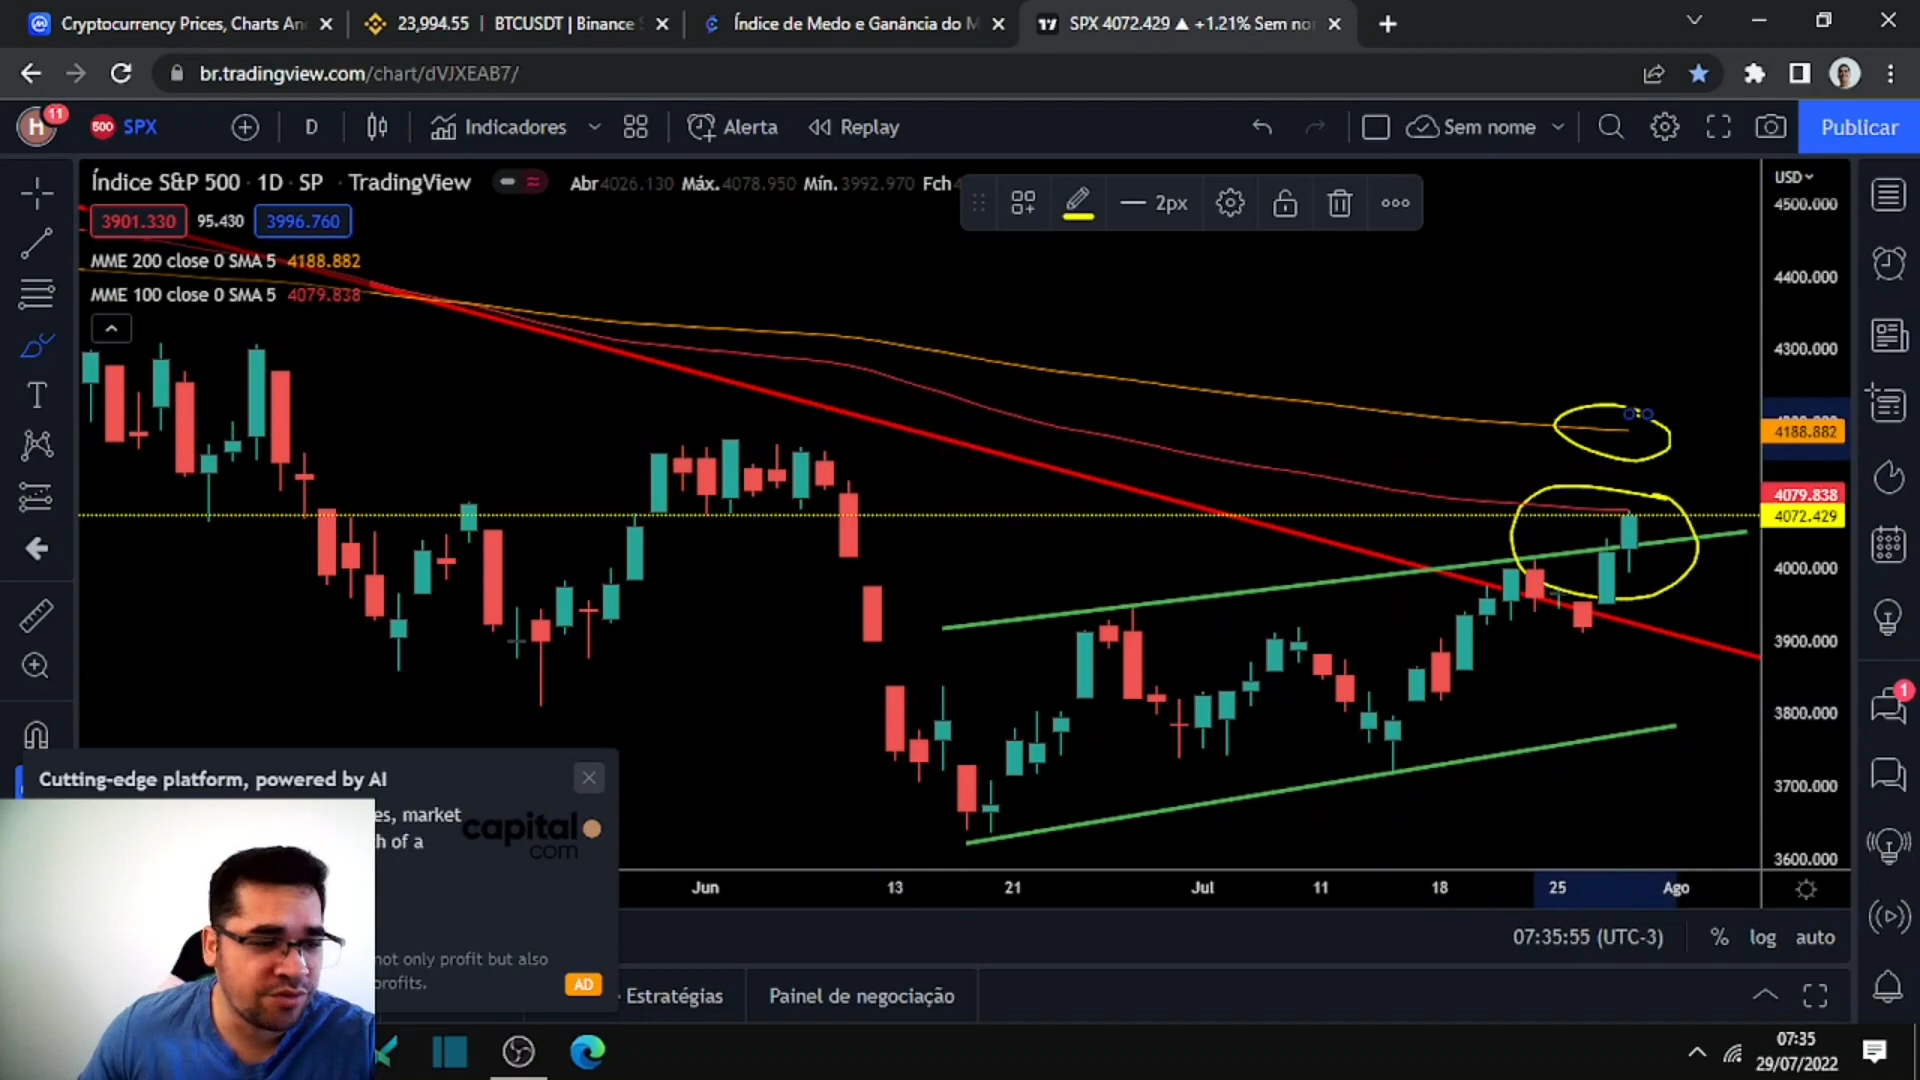 Cryptocurrency Prices, Charts An
23,994.55 | BTCUSDT | Binance S
Índice de Medo e Ganância do M
SPX 4072.429 ▲ +1.21% Sem no
br.tradingview.com/chart/dVJXEAB7/
H 11
500 SPX
D
Indicadores
Alerta
Replay
Sem nome
Publicar
Índice S&P 500 · 1D · SP · TradingView
Abr4026.130 Máx.4078.950 Mín.3992.970 Fch4
2px
USD
3901.330 95.430 3996.760
MME 200 close 0 SMA 5 4188.882
MME 100 close 0 SMA 5 4079.838
4500.000
4400.000
4300.000
4188.882
4079.838
4072.429
4000.000
3900.000
3800.000
3700.000
3600.000
1
Cutting-edge platform, powered by AI
es, market
h of a
capital
com
not only profit but also
profits.
AD
Jun 13 21 Jul 11 18 25 Ago
07:35:55 (UTC-3) % log auto
Estratégias
Painel de negociação
07:35
29/07/2022